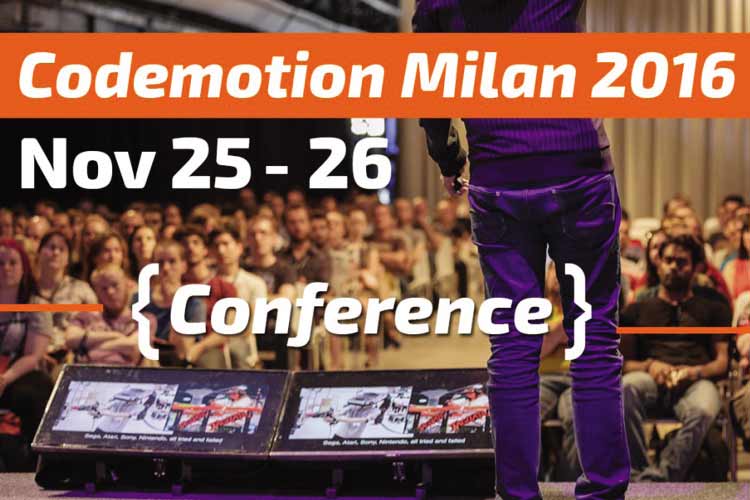 Codemotion Milan 2016
Nov 25 - 26
{Conference}
Sega, Atari, Sony, Nintendo, all tried and failed
Sega, Atari, Sony, Nintendo, all tried and failed